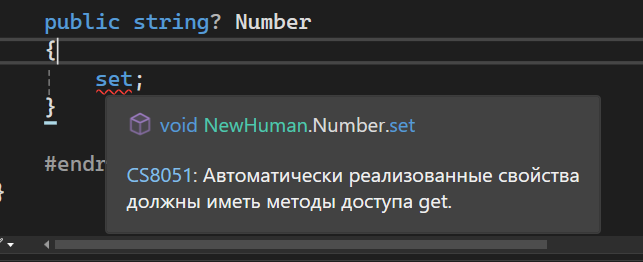 public string? Number
{
set;
}
void NewHuman.Number.set
#endr
CS8051: Автоматически реализованные свойства
должны иметь методы доступа get.
}